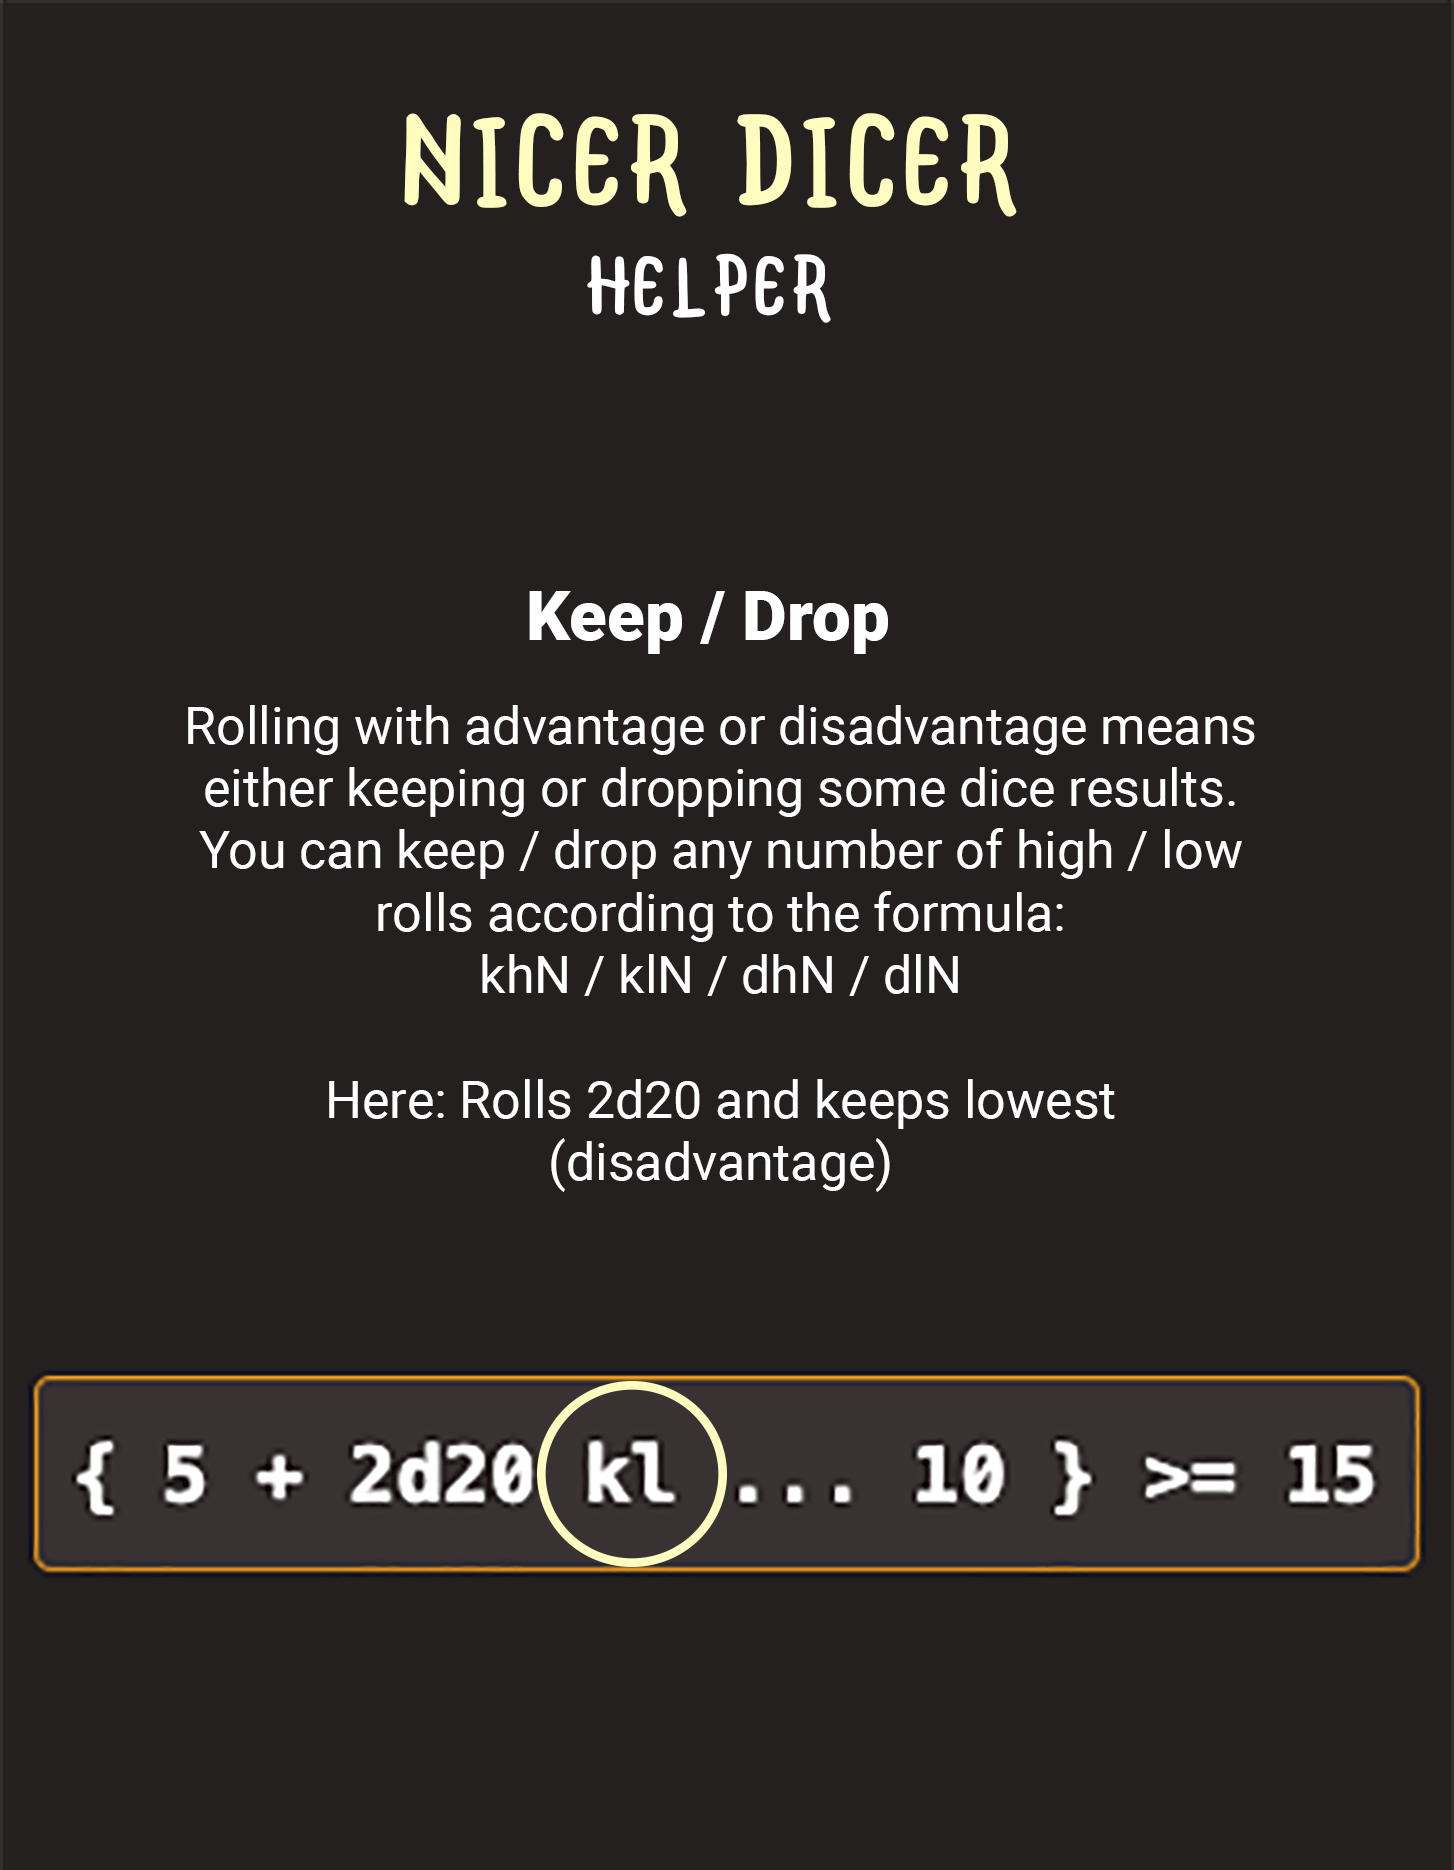 NICER DICER
HELPER
Keep / Drop
Rolling with advantage or disadvantage means
either keeping or dropping some dice results.
You can keep / drop any number of high / low
rolls according to the formula:
khN / klN / dhN / dlN
Here: Rolls 2d20 and keeps lowest
(disadvantage)
{ 5 + 2d20 kl ... 10 } >= 15